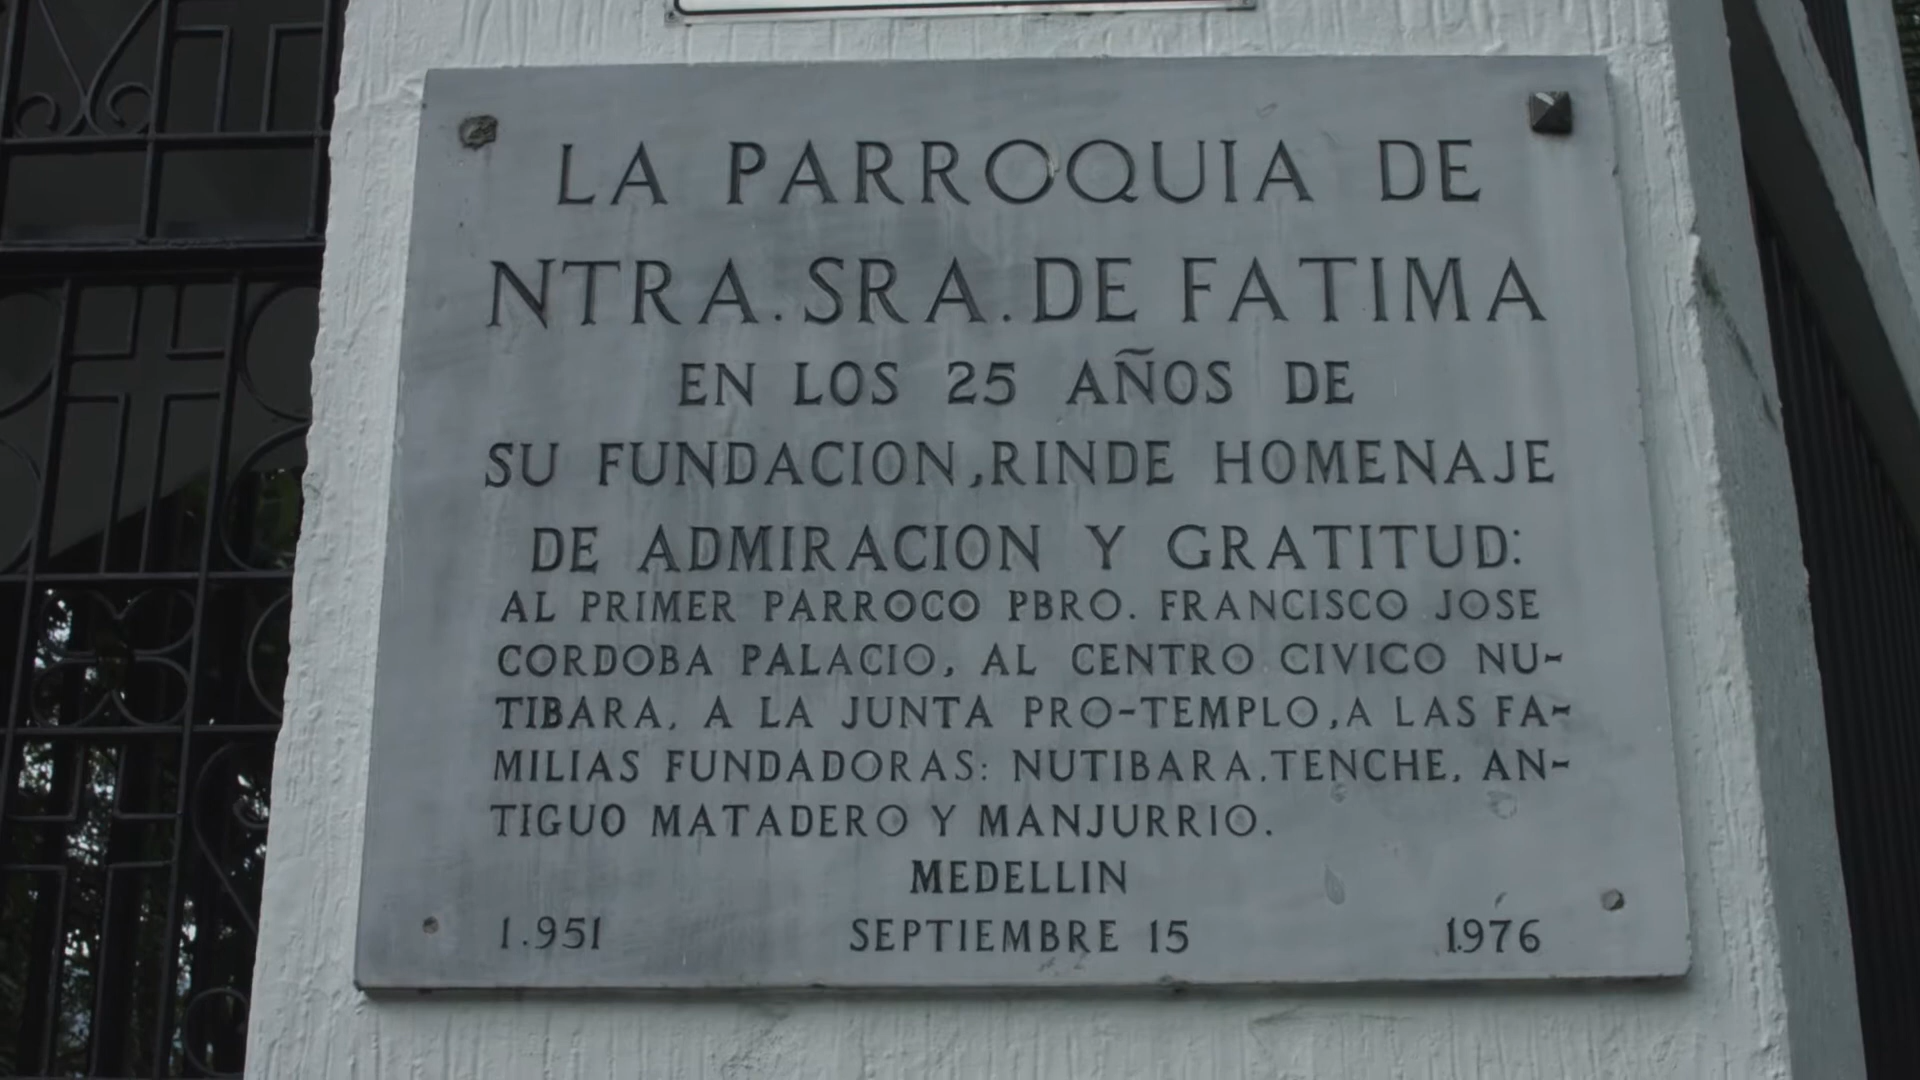 LA PARROQUIA DE
NTRA. SRA. DE FATIMA
EN LOS 25 AÑOS DE
SU FUNDACION, RINDE HOMENAJE
DE ADMIRACION Y GRATITUD:
AL PRIMER PARROCO PBRO. FRANCISCO JOSE
CORDOBA PALACIO, AL CENTRO CIVICO NU-
TIBARA, A LA JUNTA PRO-TEMPLO, A LAS FA-
MILIAS FUNDADORAS: NUTIBARA. TENCHE, AN-
TIGUO MATADERO Y MANJURRIO.
MEDELLIN
1.951 SEPTIEMBRE 15 1.976